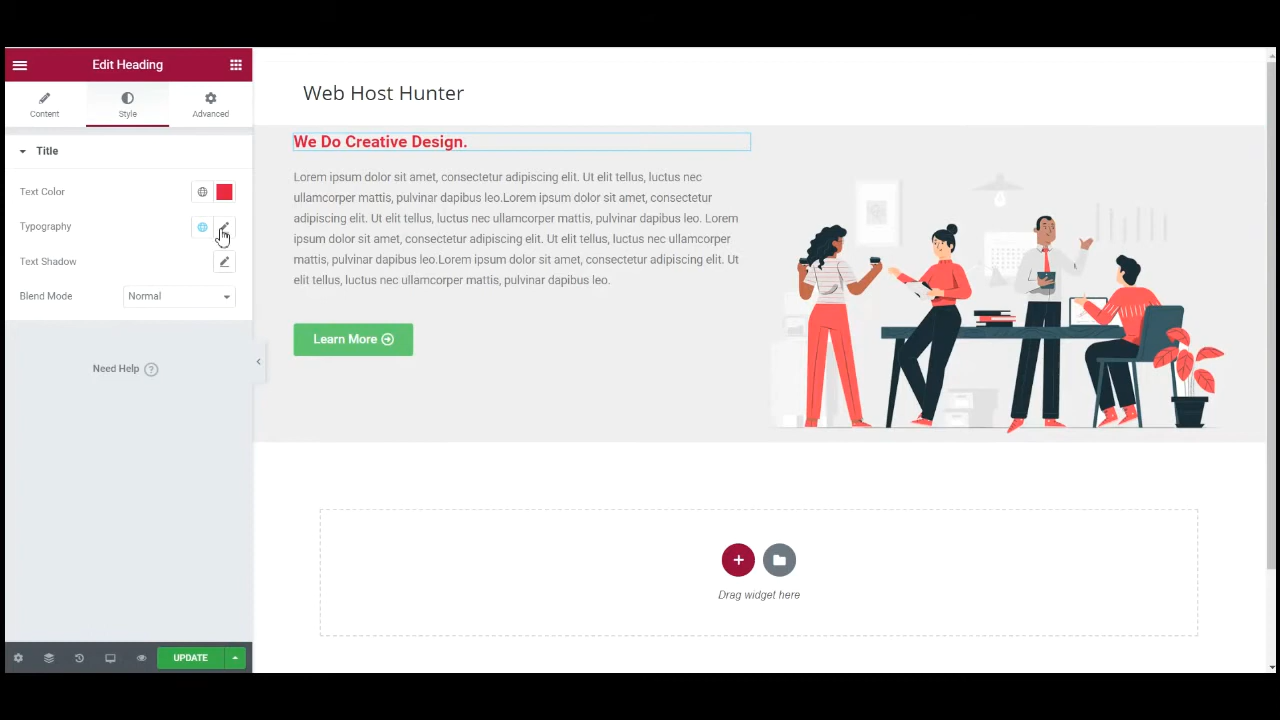 Edit Heading
Content
Style
Advanced
Title
Text Color
Typography
Text Shadow
Blend Mode
Normal
Need Help ?
UPDATE
Web Host Hunter
We Do Creative Design.
Lorem ipsum dolor sit amet, consectetur adipiscing elit. Ut elit tellus, luctus nec
ullamcorper mattis, pulvinar dapibus leo.Lorem ipsum dolor sit amet, consectetur
adipiscing elit. Ut elit tellus, luctus nec ullamcorper mattis, pulvinar dapibus leo. Lorem
ipsum dolor sit amet, consectetur adipiscing elit. Ut elit tellus, luctus nec ullamcorper
mattis, pulvinar dapibus leo.Lorem ipsum dolor sit amet, consectetur adipiscing elit. Ut
elit tellus, luctus nec ullamcorper mattis, pulvinar dapibus leo.
Learn More
Drag widget here